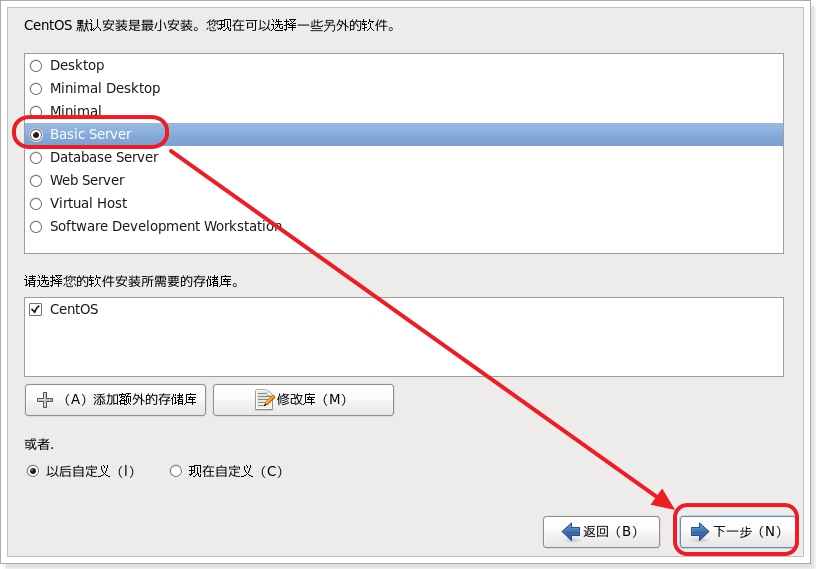 CentOS 默认安装是最小安装。您现在可以选择一些另外的软件。
Desktop
Minimal Desktop
Minimal
Basic Server
Database Server
Web Server
Virtual Host
Software Development Workstation
请选择您的软件安装所需要的存储库。
CentOS
（A）添加额外的存储库
修改库（M）
或者.
以后自定义（l）
现在自定义（C）
返回（B）
下一步（N）